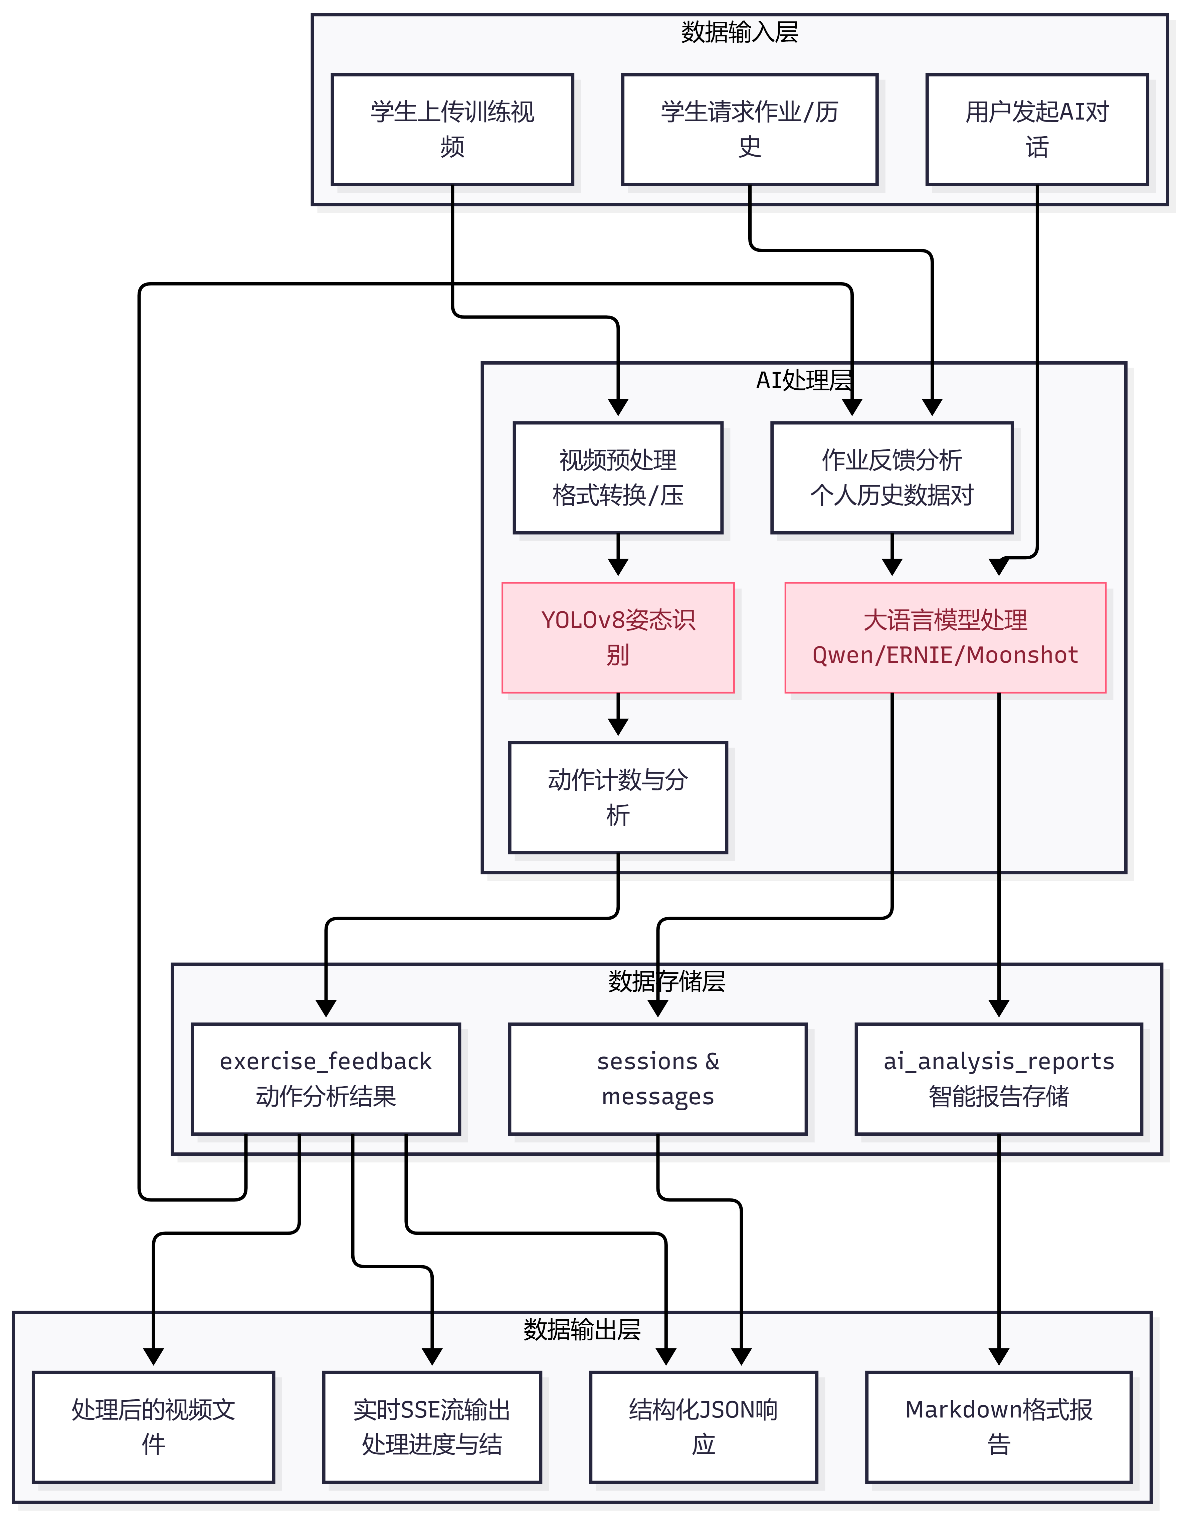 数据输入层
学生上传训练视
频
学生请求作业/历
史
用户发起AI对
话
AI处理层
视频预处理
格式转换/压
作业反馈分析
个人历史数据对
YOLOv8姿态识
别
大语言模型处理
Qwen/ERNIE/Moonshot
动作计数与分
析
数据存储层
exercise_feedback
动作分析结果
sessions &
messages
ai_analysis_reports
智能报告存储
数据输出层
处理后的视频文
件
实时SSE流输出
处理进度与结
结构化JSON响
应
Markdown格式报
告